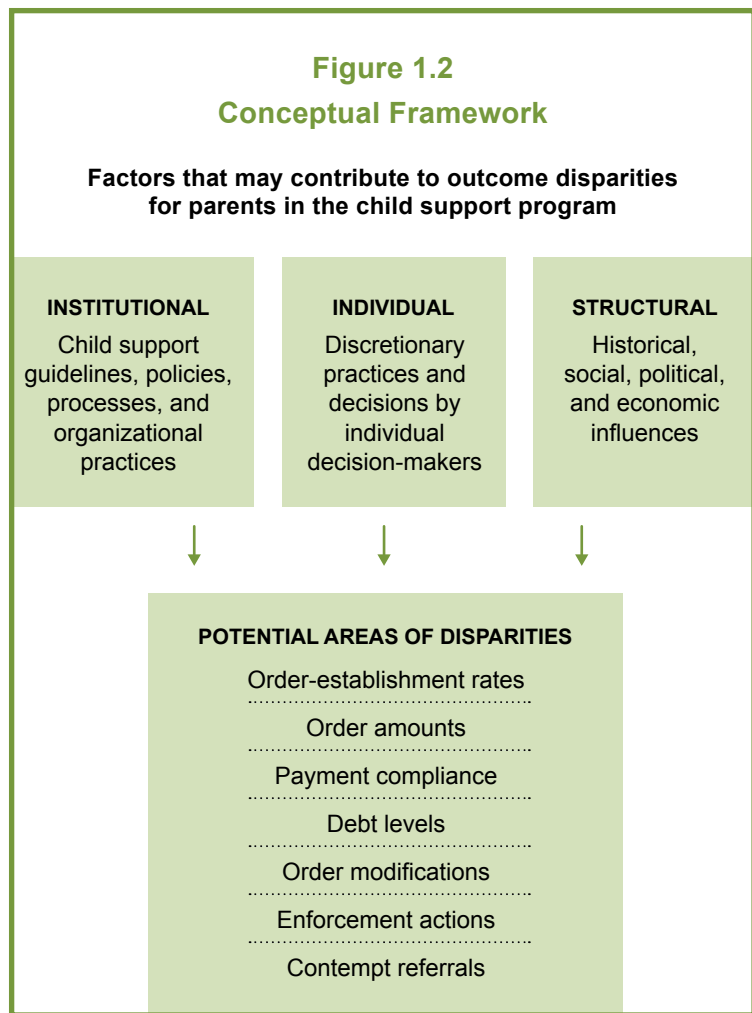 Figure 1.2
Conceptual Framework
Factors that may contribute to outcome disparities
for parents in the child support program
INSTITUTIONAL
Child support
guidelines, policies,
processes, and
organizational
practices
INDIVIDUAL
Discretionary
practices and
decisions by
individual
decision-makers
STRUCTURAL
Historical,
social, political,
and economic
influences
POTENTIAL AREAS OF DISPARITIES
Order-establishment rates
Order amounts
Payment compliance
Debt levels
Order modifications
Enforcement actions
Contempt referrals